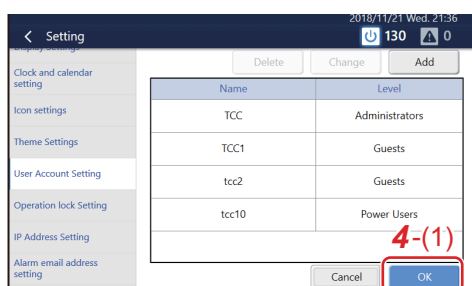 2018/11/21 Wed. 21:36
Setting
130
0
Display Settings
Clock and calendar
setting
Icon settings
Theme Settings
User Account Setting
Operation lock Setting
IP Address Setting
Alarm email address
setting
Delete
Change
Add
Name Level
TCC Administrators
TCC1 Guests
tcc2 Guests
tcc10 Power Users
4-(1)
Cancel
OK